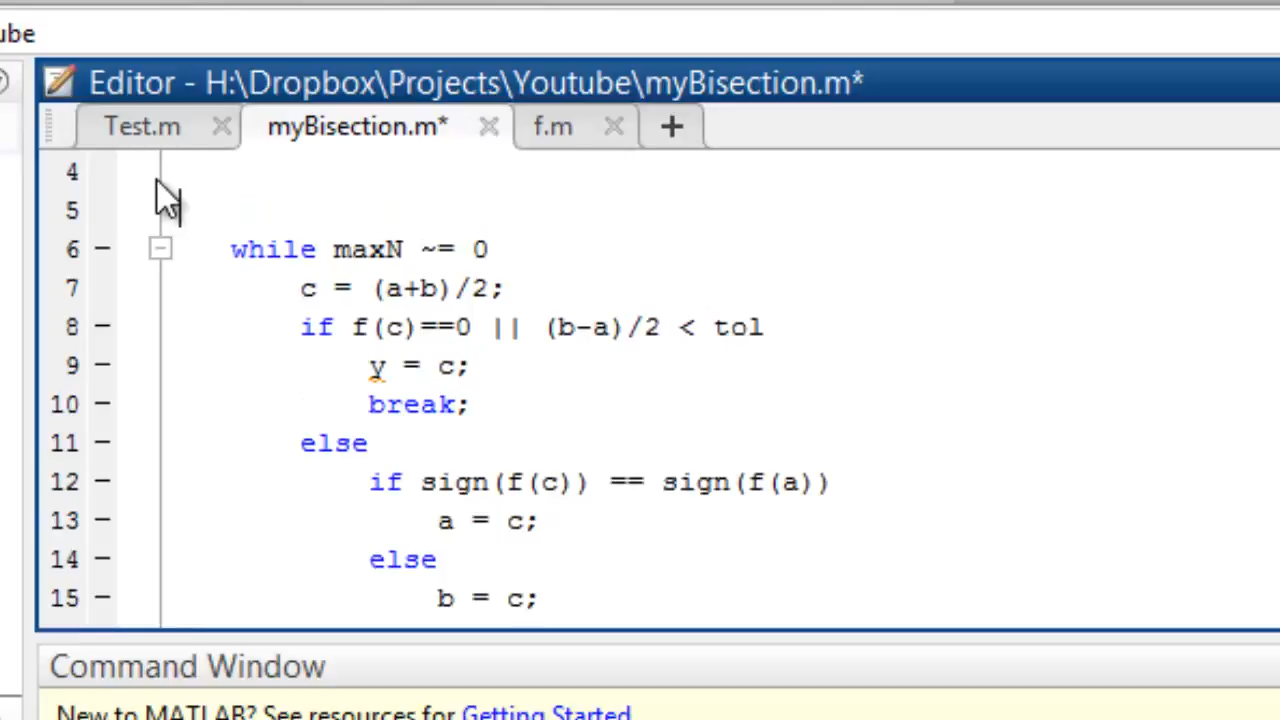 ube
Editor - H:\Dropbox\Projects\Youtube\myBisection.m*
Test.m myBisection.m* f.m +
4
5
6 - while maxN ~= 0
7 c = (a+b)/2;
8 - if f(c)==0 || (b-a)/2 < tol
9 - y = c;
10 - break;
11 - else
12 - if sign(f(c)) == sign(f(a))
13 - a = c;
14 - else
15 - b = c;
Command Window
New to MATLAB? See resources for Getting Started